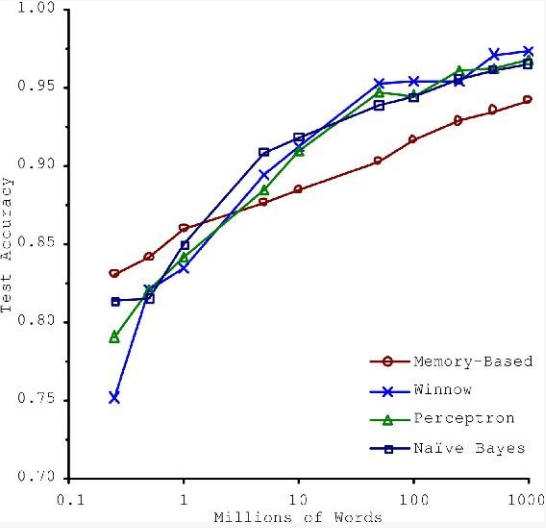 1.00
0.95
0.90
0.85
0.80
0.75
0.70
Test Accuracy
Memory-Based
Winnow
Perceptron
Naïve Bayes
0.1 1 10 100 1000
Millions of Words